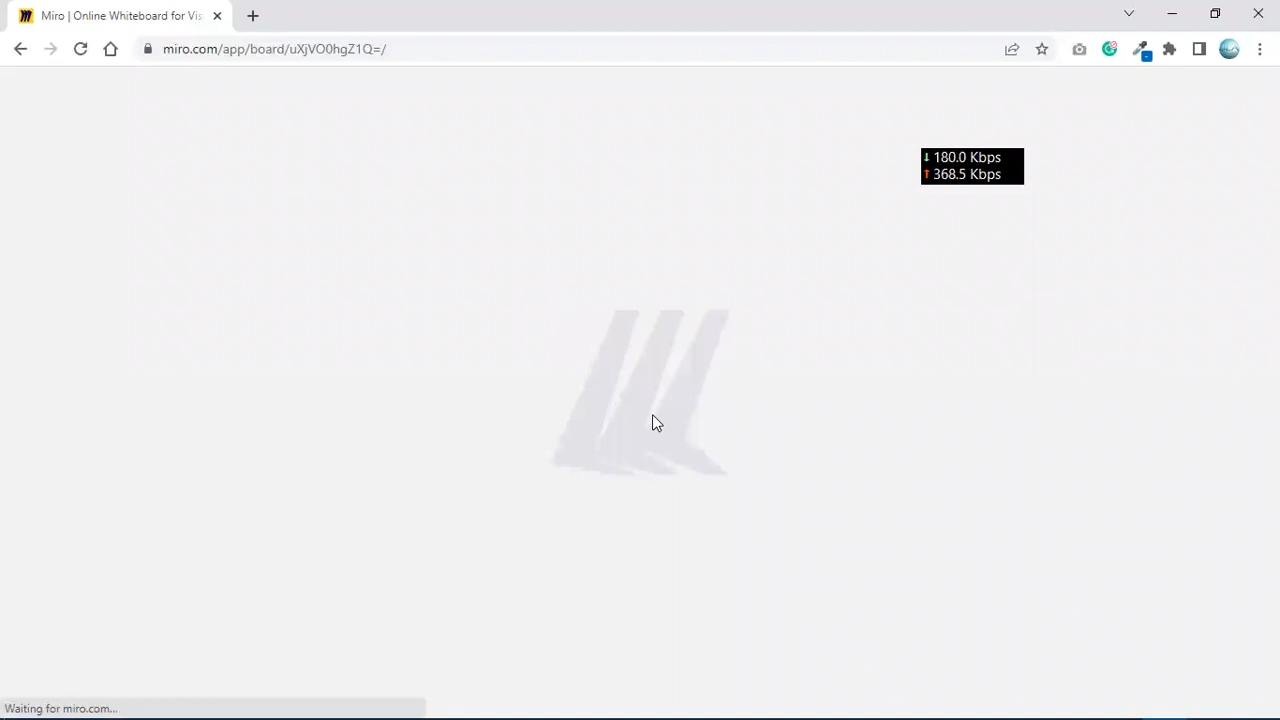 Miro | Online Whiteboard for Vis
miro.com/app/board/uXjVO0hgZ1Q=/
↓ 180.0 Kbps
↑ 368.5 Kbps
Waiting for miro.com...